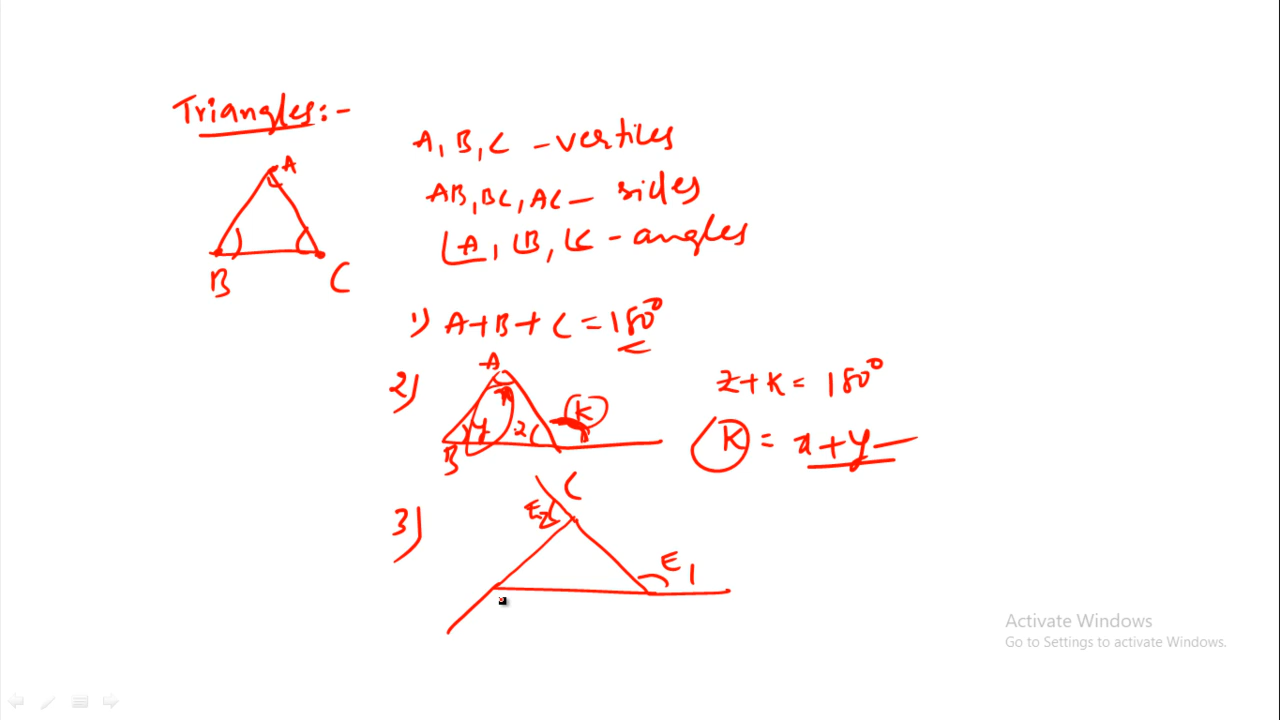 Triangles:-
A
B
C
A, B, C - vertices
AB, BC, AC - sides
∠A, ∠B, ∠C - angles
1) A+B+C = 180°
2)
A
x
y
z
K
B
C
z+K = 180°
K = x+y
3)
E2
E1
Activate Windows
Go to Settings to activate Windows.